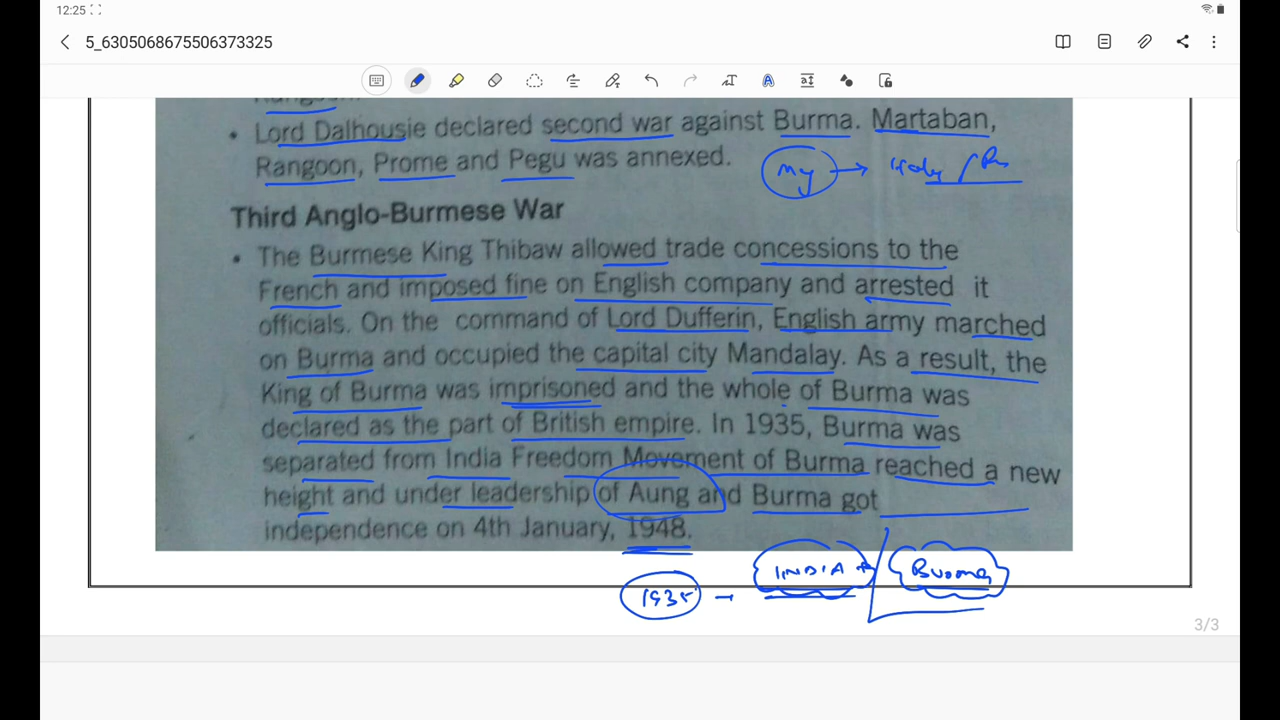 12:25
5_6305068675506373325
Rangoon.
• Lord Dalhousie declared second war against Burma. Martaban,
Rangoon, Prome and Pegu was annexed.
My →
Third Anglo-Burmese War
• The Burmese King Thibaw allowed trade concessions to the
French and imposed fine on English company and arrested it
officials. On the command of Lord Dufferin, English army marched
on Burma and occupied the capital city Mandalay. As a result, the
King of Burma was imprisoned and the whole of Burma was
declared as the part of British empire. In 1935, Burma was
separated from India Freedom Movement of Burma reached a new
height and under leadership of Aung and Burma got
independence on 4th January, 1948.
1935 – INDIA / Burma
3/3